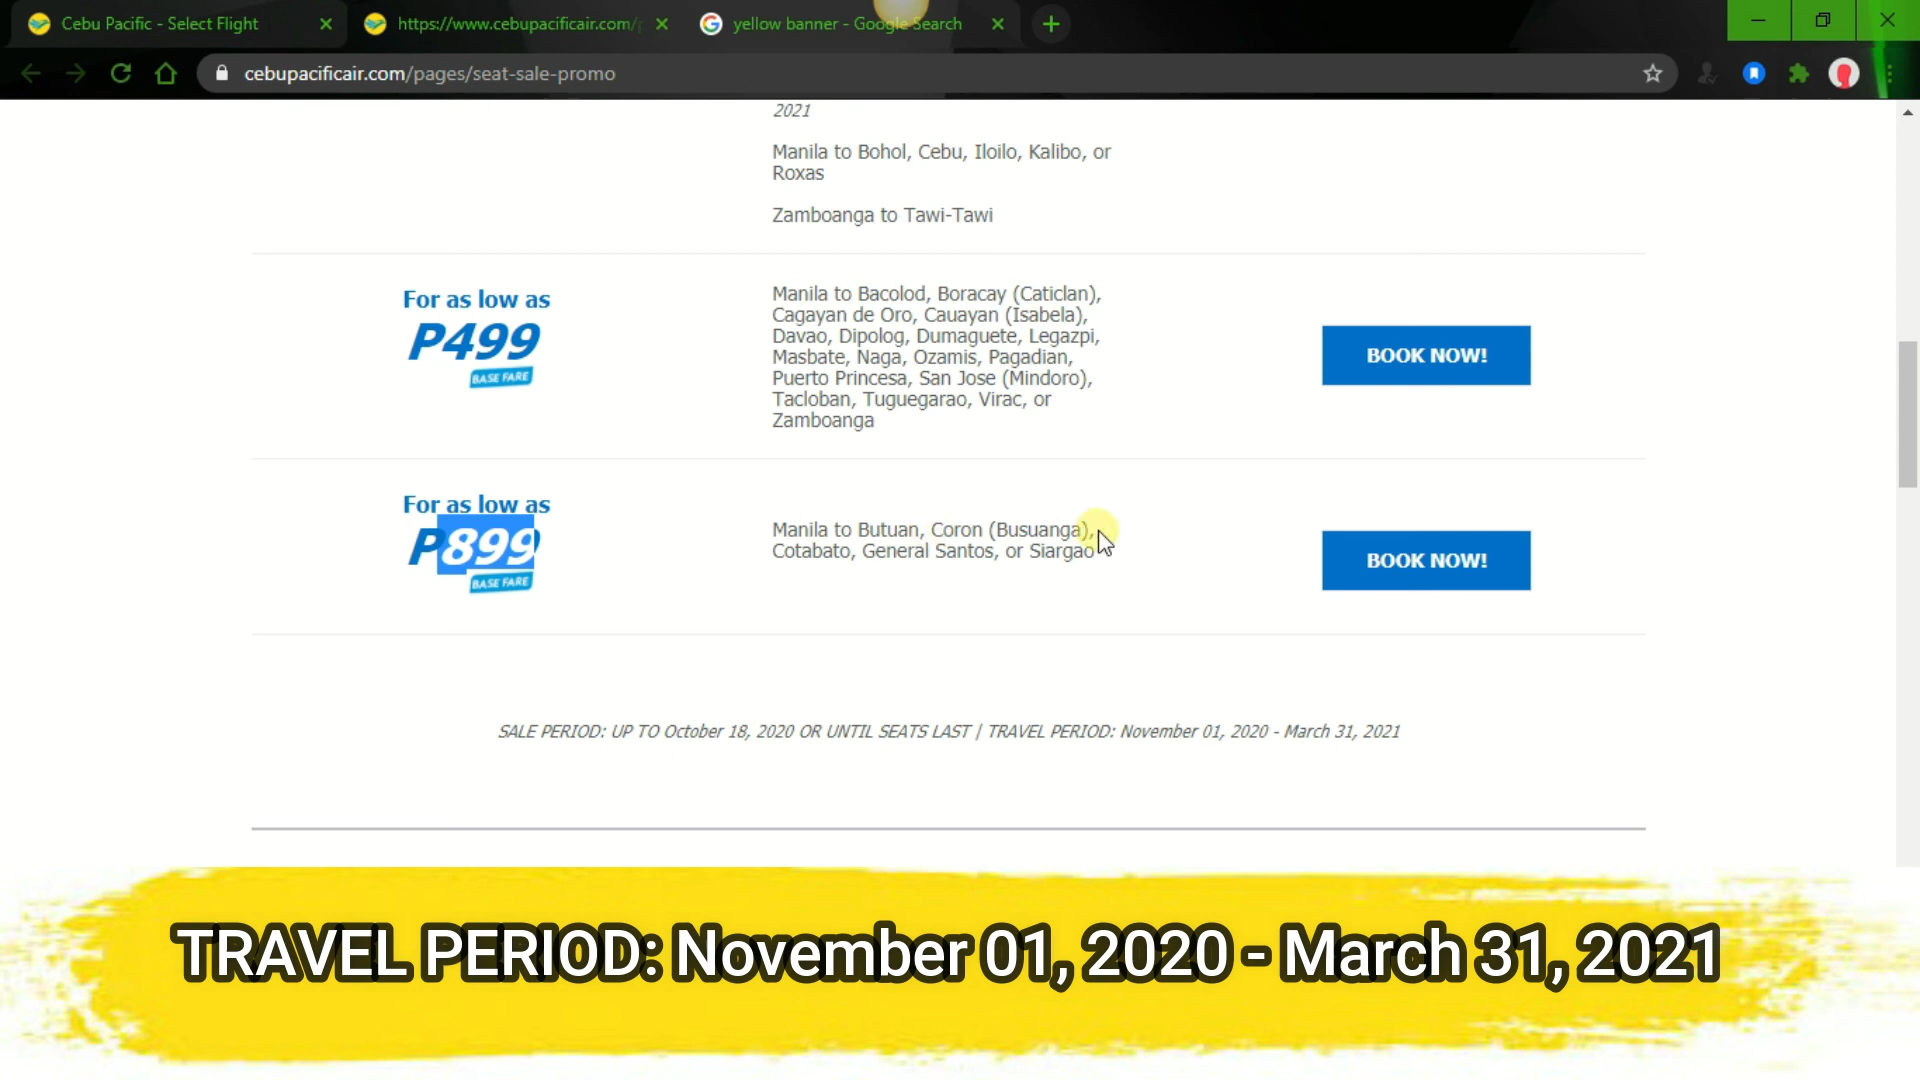 Cebu Pacific - Select Flight
https://www.cebupacificair.com/p
yellow banner - Google Search
cebupacificair.com/pages/seat-sale-promo
2021
Manila to Bohol, Cebu, Iloilo, Kalibo, or
Roxas
Zamboanga to Tawi-Tawi
For as low as
P499
BASE FARE
Manila to Bacolod, Boracay (Caticlan),
Cagayan de Oro, Cauayan (Isabela),
Davao, Dipolog, Dumaguete, Legazpi,
Masbate, Naga, Ozamis, Pagadian,
Puerto Princesa, San Jose (Mindoro),
Tacloban, Tuguegarao, Virac, or
Zamboanga
BOOK NOW!
For as low as
P899
BASE FARE
Manila to Butuan, Coron (Busuanga),
Cotabato, General Santos, or Siargao
BOOK NOW!
SALE PERIOD: UP TO October 18, 2020 OR UNTIL SEATS LAST | TRAVEL PERIOD: November 01, 2020 - March 31, 2021
TRAVEL PERIOD: November 01, 2020 - March 31, 2021